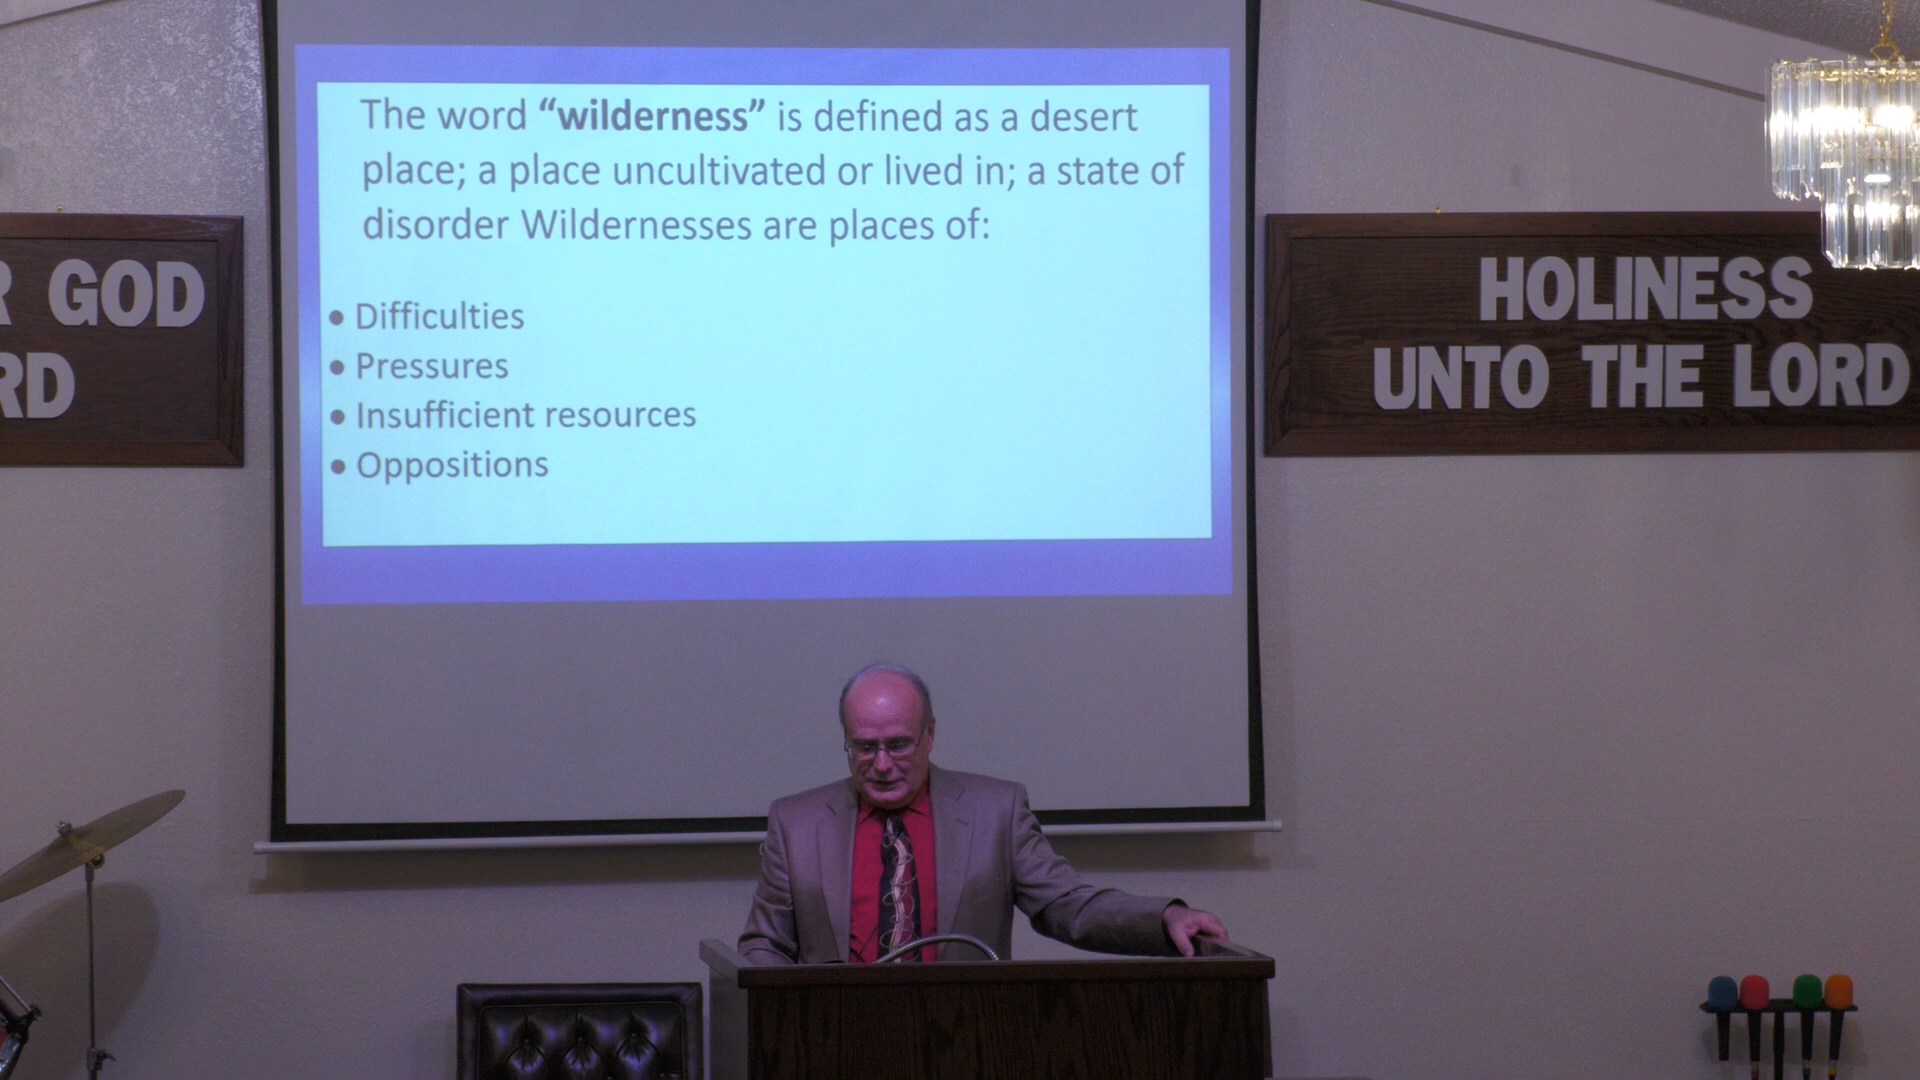 The word “wilderness” is defined as a desert
place; a place uncultivated or lived in; a state of
disorder Wildernesses are places of:
• Difficulties
• Pressures
• Insufficient resources
• Oppositions
GOD
HOLINESS
UNTO THE LORD